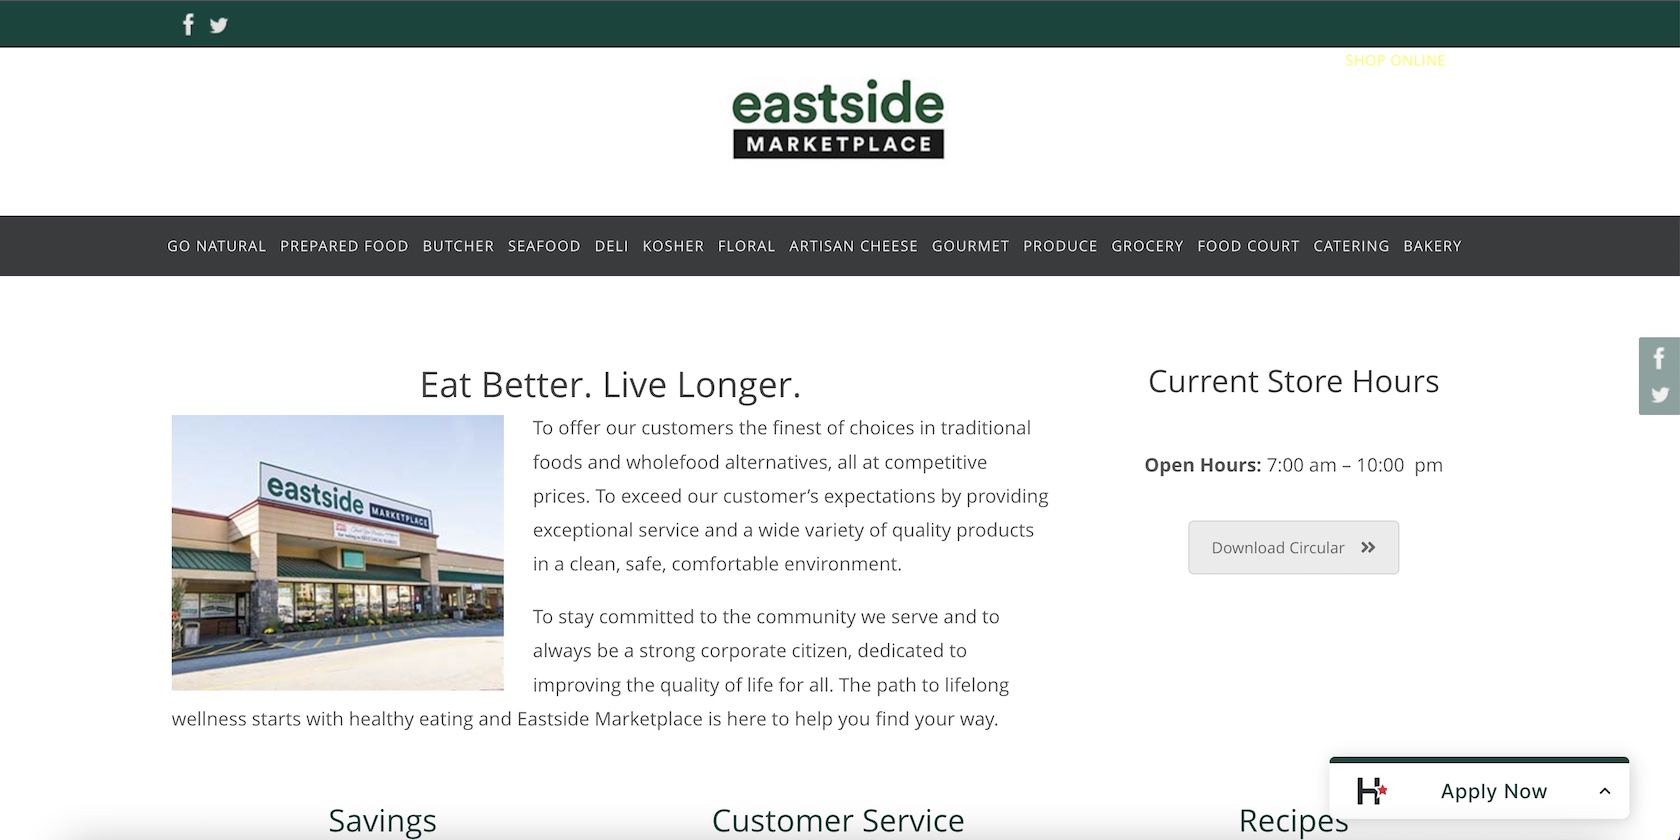 SHOP ONLINE
eastside
MARKETPLACE
GO NATURAL PREPARED FOOD BUTCHER SEAFOOD DELI KOSHER FLORAL ARTISAN CHEESE GOURMET PRODUCE GROCERY FOOD COURT CATERING BAKERY
Eat Better. Live Longer.
eastside
MARKETPLACE
To offer our customers the finest of choices in traditional
foods and wholefood alternatives, all at competitive
prices. To exceed our customer’s expectations by providing
exceptional service and a wide variety of quality products
in a clean, safe, comfortable environment.
To stay committed to the community we serve and to
always be a strong corporate citizen, dedicated to
improving the quality of life for all. The path to lifelong
wellness starts with healthy eating and Eastside Marketplace is here to help you find your way.
Current Store Hours
Open Hours: 7:00 am – 10:00 pm
Download Circular
Savings
Customer Service
Recipes
H
Apply Now